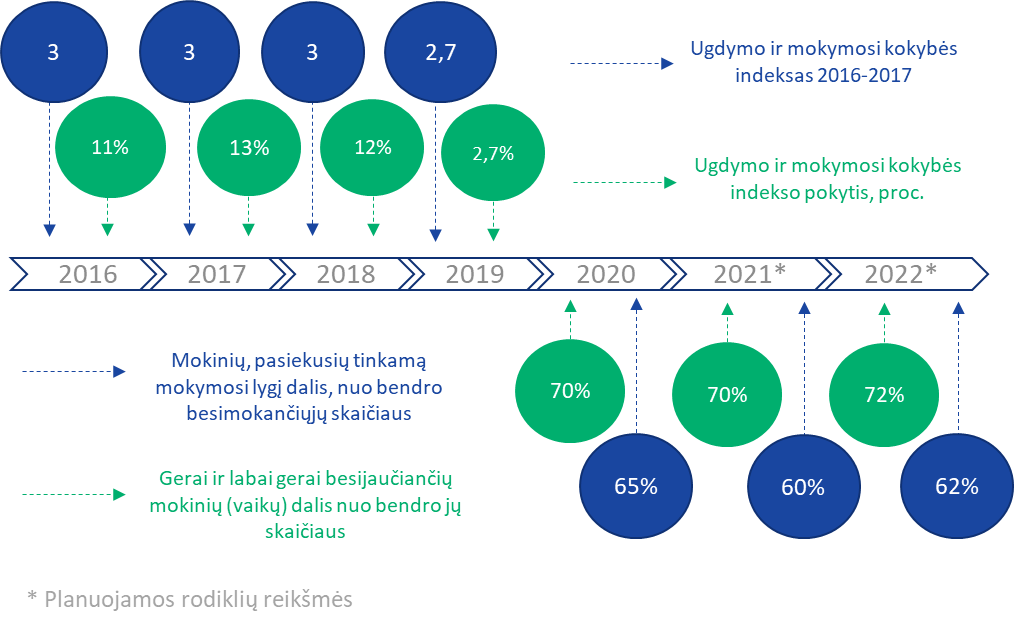 3
3
3
2,7
Ugdymo ir mokymosi kokybės
indeksas 2016-2017
11%
13%
12%
2,7%
Ugdymo ir mokymosi kokybės
indekso pokytis, proc.
2016
2017
2018
2019
2020
2021*
2022*
Mokinių, pasiekusių tinkamą
mokymosi lygį dalis, nuo bendro
besimokančiųjų skaičiaus
70%
70%
72%
Gerai ir labai gerai besijaučiančių
mokinių (vaikų) dalis nuo bendro jų
skaičiaus
65%
60%
62%
* Planuojamos rodiklių reikšmės